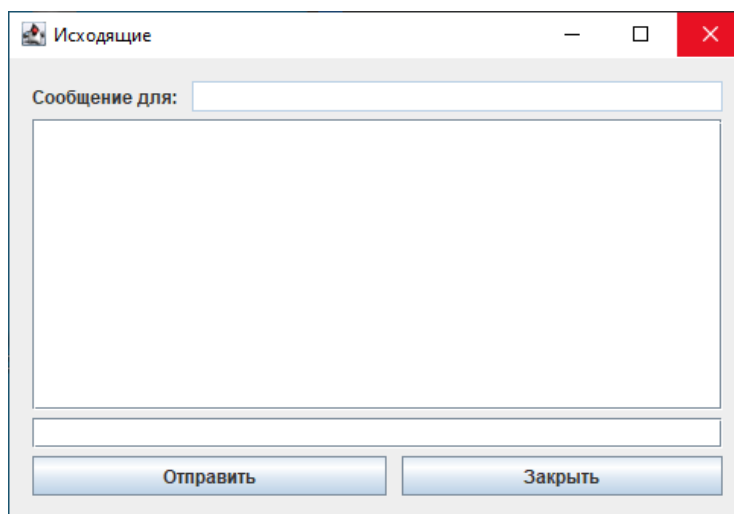 Исходящие
Сообщение для:
Отправить Закрыть